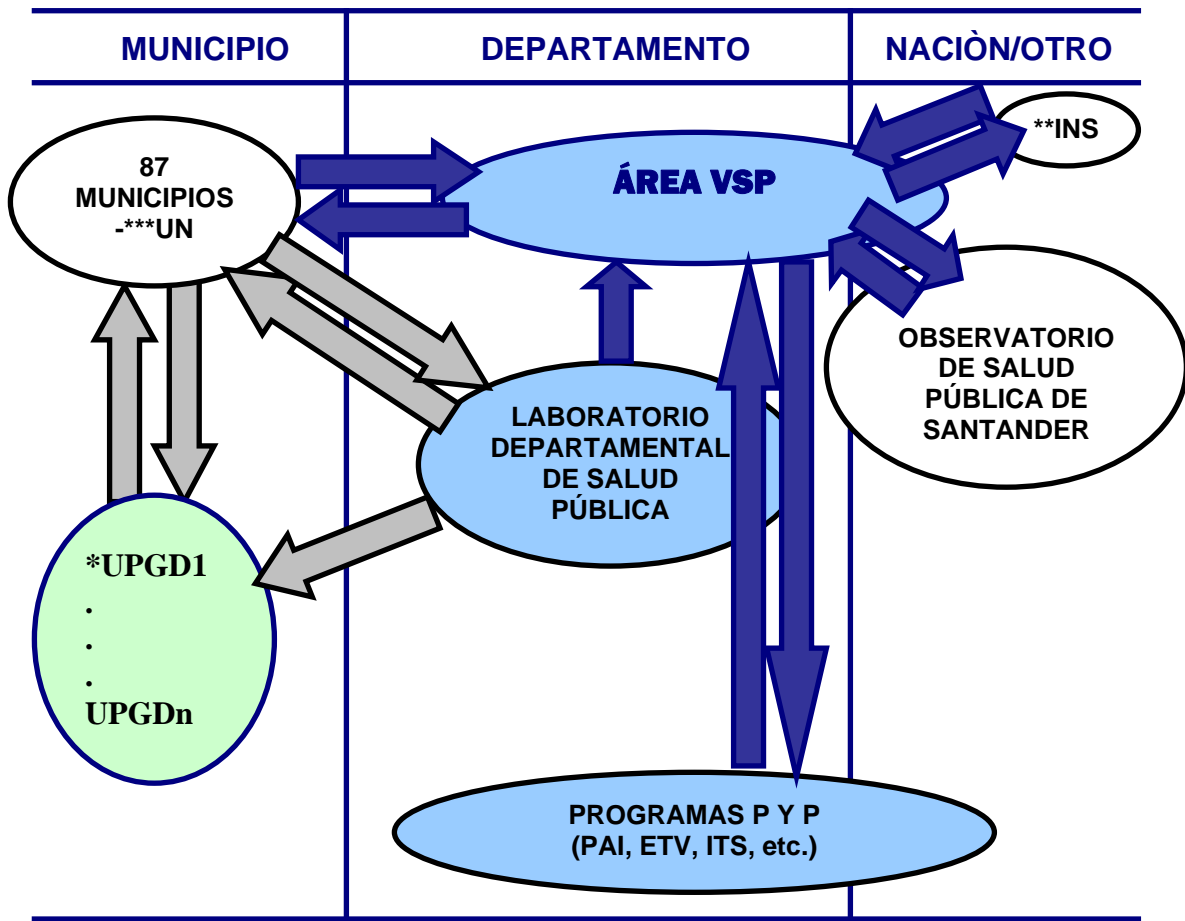 MUNICIPIO
DEPARTAMENTO
NACIÒN/OTRO
87
MUNICIPIOS
-***UN
ÁREA VSP
**INS
OBSERVATORIO
DE SALUD
PÚBLICA DE
SANTANDER
LABORATORIO
DEPARTAMENTAL
DE SALUD
PÚBLICA
*UPGD1
.
.
.
UPGDn
PROGRAMAS P Y P
(PAI, ETV, ITS, etc.)